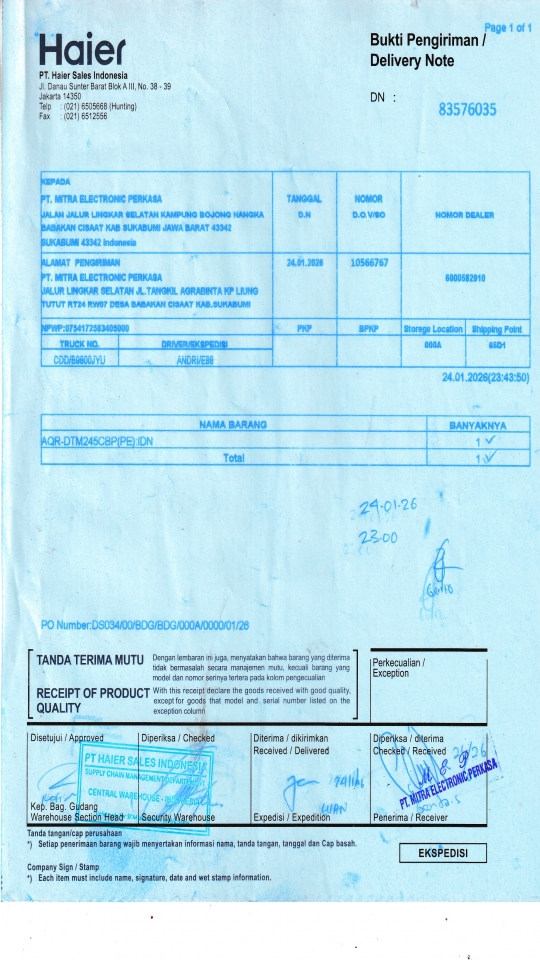 Page 1 of 1
Haier
Bukti Pengiriman /
Delivery Note
PT. Haier Sales Indonesia
Jl. Danau Sunter Barat Blok A III, No. 38 - 39
Jakarta 14350
Telp : (021) 6505668 (Hunting)
Fax : (021) 6512556
DN :
83576035
KEPADA
PT. MITRA ELECTRONIC PERKASA
JALAN JALUR LINGKAR SELATAN KAMPUNG BOJONG NANGKA
BABAKAN CISAAT KAB SUKABUMI JAWA BARAT 43342
SUKABUMI 43342 Indonesia
TANGGAL
D.N
NOMOR
D.O.V/SO
NOMOR DEALER
ALAMAT PENGIRIMAN
PT. MITRA ELECTRONIC PERKASA
JALUR LINGKAR SELATAN JL.TANGKIL AGRABINTA KP LIUNG
TUTUT RT24 RW07 DESA BABAKAN CISAAT KAB.SUKABUMI
24.01.2026
10566767
6000582910
NPWP:0754172583405000
PKP
BPKP
Storege Location
Shipping Point
TRUCK NO.
DRIVER/EKSPEDISI
000A
85D1
CDD/B9800JYU
ANDRI/E89
24.01.2026(23:43:50)
NAMA BARANG
BANYAKNYA
AQR-DTM245CBP(PE):IDN
1 ✓
Total
1 ✓
24-01-26
23.00
PO Number:DS034/00/BDG/BDG/000A/0000/01/26
TANDA TERIMA MUTU
Dengan lembaran ini juga, menyatakan bahwa barang yang diterima
tidak bermasalah secara manajemen mutu, kecuali barang yang
model dan nomor serinya tertera pada kolom pengecualian
RECEIPT OF PRODUCT
QUALITY
With this receipt declare the goods received with good quality,
except for goods that model and serial number listed on the
exception column
Perkecualian /
Exception
Disetujui / Approved
Diperiksa / Checked
Diterima / dikirimkan
Received / Delivered
Diperiksa / diterima
Checked / Received
PT HAIER SALES INDONESIA
SUPPLY CHAIN MANAGEMENT DEPARTMENT
CENTRAL WAREHOUSE
M. E. P
PT. MITRA ELECTRONIC PERKASA
Kep. Bag. Gudang
Warehouse Section Head
Security Warehouse
Expedisi / Expedition
Penerima / Receiver
Tanda tangan/cap perusahaan
*) Setiap penerimaan barang wajib menyertakan informasi nama, tanda tangan, tanggal dan Cap basah.
EKSPEDISI
Company Sign / Stamp
*) Each item must include name, signature, date and wet stamp information.